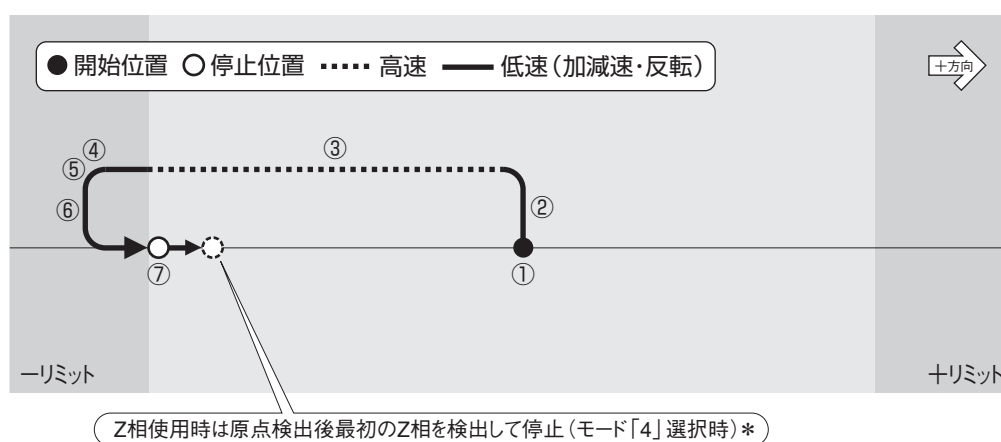 ●開始位置 ○停止位置 ・・・・・ 高速 ━━ 低速(加減速・反転)
＋方向
④ ③
⑤
⑥ ②
⑦ ①
ーリミット ＋リミット
Z相使用時は原点検出後最初のZ相を検出して停止(モード「4」選択時)＊